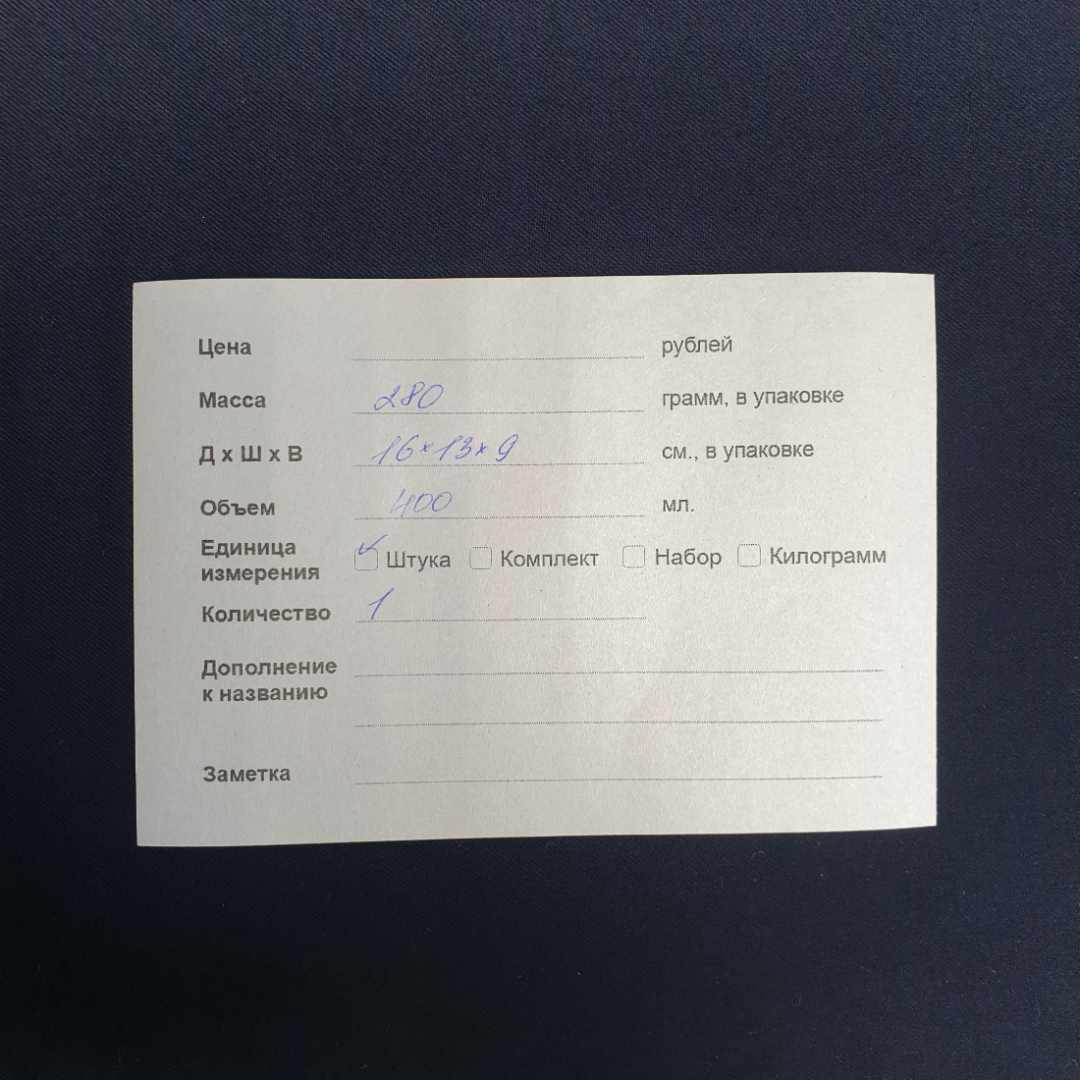 Цена рублей
Масса 280 грамм, в упаковке
Д x Ш x В 16×13×9 см., в упаковке
Объем 400 мл.
Единица
измерения Штука Комплект Набор Килограмм
Количество 1
Дополнение
к названию
Заметка